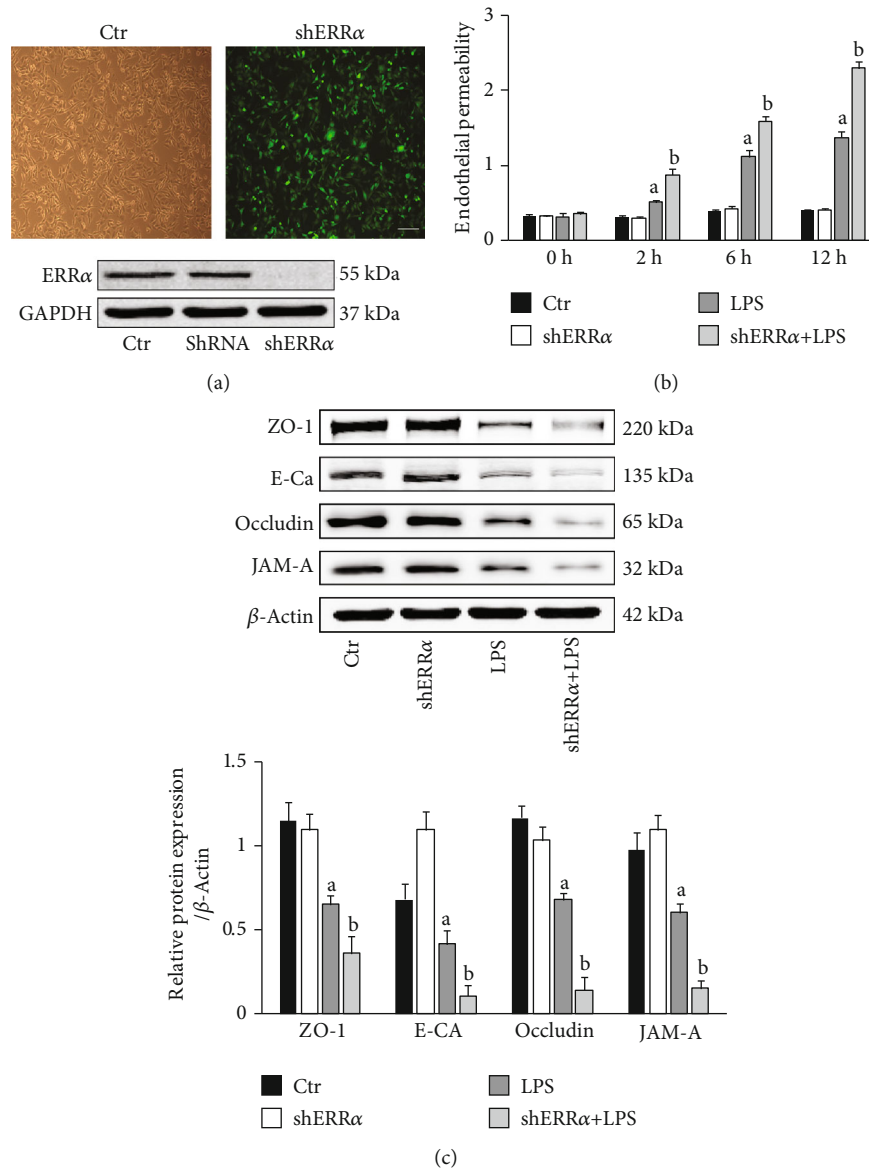 Ctr
shERRα
ERRα
55 kDa
GAPDH
37 kDa
Ctr
ShRNA
shERRα
(a)
Endothelial permeability
3
2
1
0
a
b
a
b
a
b
0 h
2 h
6 h
12 h
Ctr
LPS
shERRα
shERRα+LPS
(b)
ZO-1
220 kDa
E-Ca
135 kDa
Occludin
65 kDa
JAM-A
32 kDa
β-Actin
42 kDa
Ctr
shERRα
LPS
shERRα+LPS
Relative protein expression
/β-Actin
1.5
1
0.5
0
a
b
a
b
a
b
a
b
ZO-1
E-CA
Occludin
JAM-A
Ctr
LPS
shERRα
shERRα+LPS
(c)